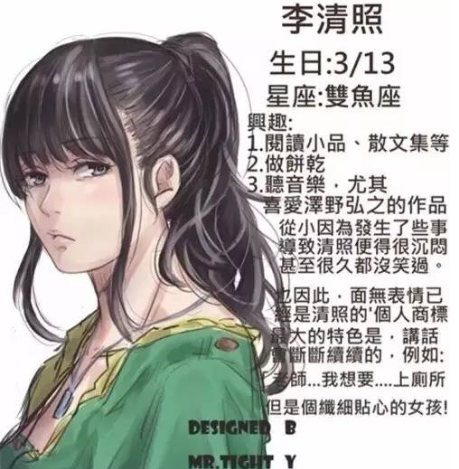 李清照
生日:3/13
星座:雙魚座
興趣:
1.閱讀小品、散文集等
2.做餅乾
3.聽音樂，尤其
喜愛澤野弘之的作品
從小因為發生了些事
導致清照便得很沉悶
甚至很久都沒笑過。
也因此，面無表情已
經是清照的'個人商標
最大的特色是，講話
會斷斷續續的，例如:
老師...我想要....上廁所
但是個纖細貼心的女孩!
DESIGNED B
MR.TIGHT Y